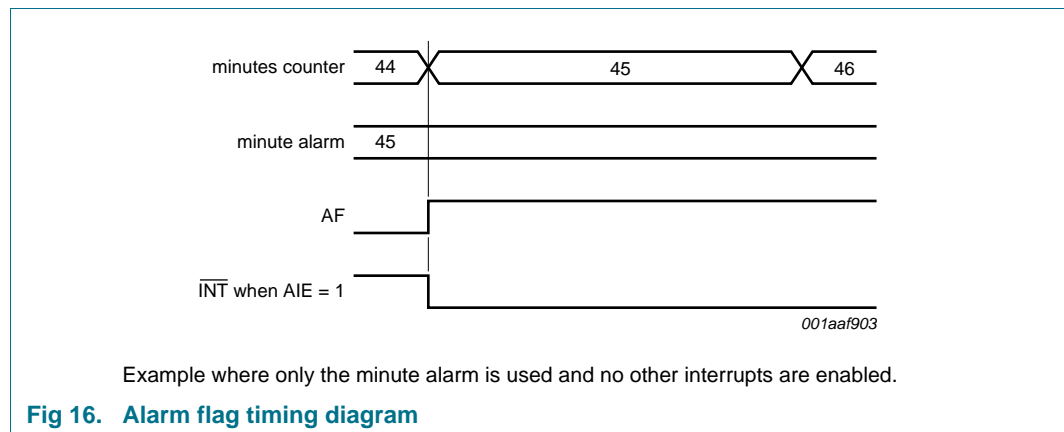 minutes counter 44 45 46
minute alarm 45
AF
INT when AIE = 1
001aaf903
Example where only the minute alarm is used and no other interrupts are enabled.
Fig 16. Alarm flag timing diagram